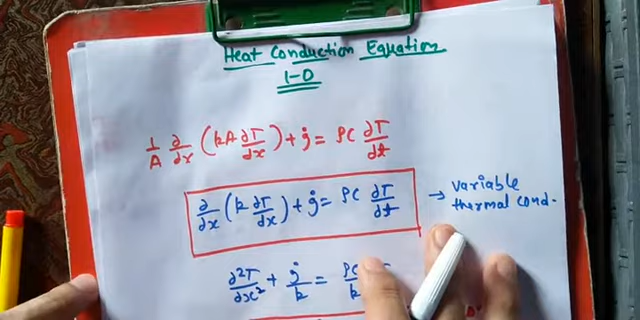 Heat Conduction Equation
1-D
1/A ∂/∂x (kA ∂T/∂x) + ġ = ρC ∂T/∂t
∂/∂x (k ∂T/∂x) + ġ = ρC ∂T/∂t → variable
thermal cond.
∂²T/∂x² + ġ/k = ρC/k